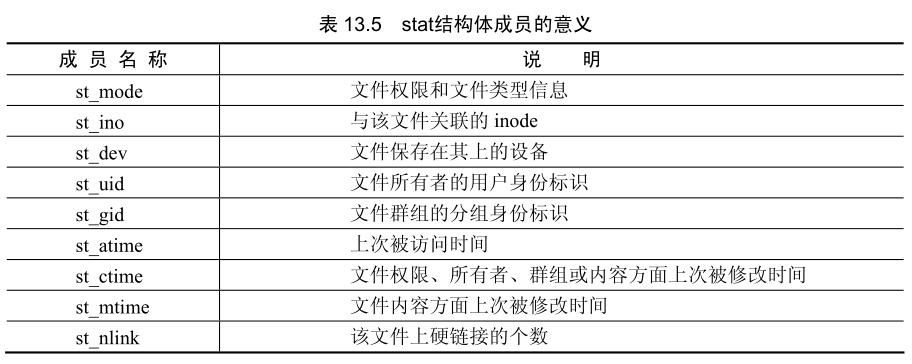 表 13.5 stat结构体成员的意义
成 员 名 称 说 明
st_mode 文件权限和文件类型信息
st_ino 与该文件关联的 inode
st_dev 文件保存在其上的设备
st_uid 文件所有者的用户身份标识
st_gid 文件群组的分组身份标识
st_atime 上次被访问时间
st_ctime 文件权限、所有者、群组或内容方面上次被修改时间
st_mtime 文件内容方面上次被修改时间
st_nlink 该文件上硬链接的个数